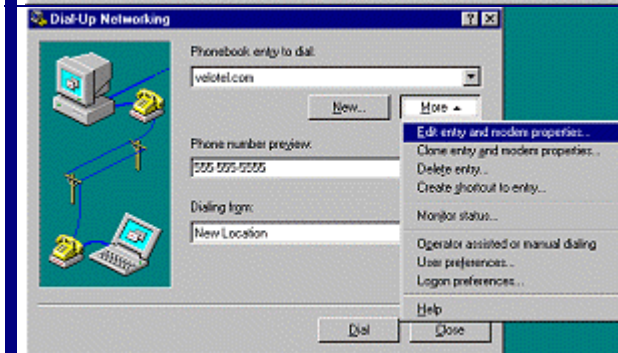 Dial-Up Networking
Phonebook entry to dial:
velotel.com
New...
More
Edit entry and modem properties...
Clone entry and modem properties...
Delete entry...
Create shortcut to entry...
Monitor status...
Operator assisted or manual dialing
User preferences...
Logon preferences...
Help
Phone number preview:
555-555-5555
Dialing from:
New Location
Dial
Close